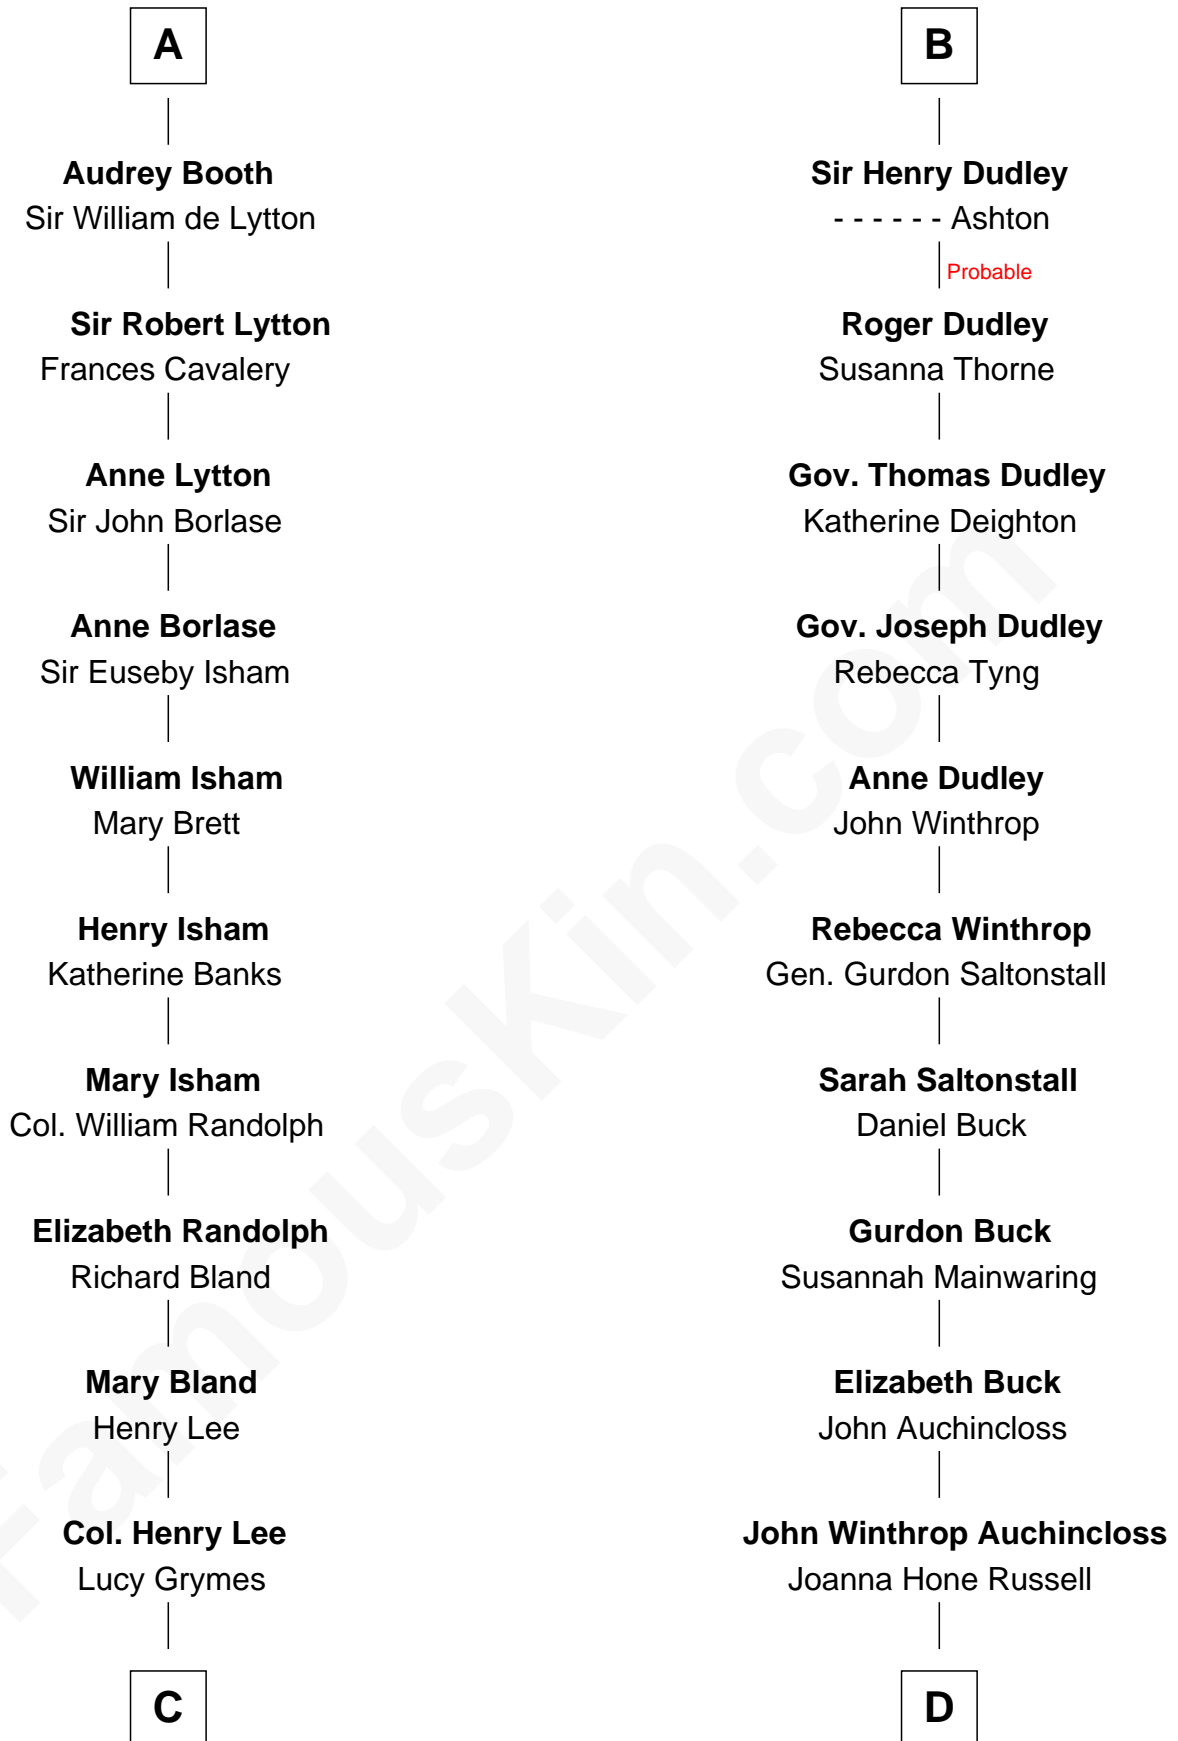 A
Audrey Booth
Sir William de Lytton
Sir Robert Lytton
Frances Cavalery
Anne Lytton
Sir John Borlase
Anne Borlase
Sir Euseby Isham
William Isham
Mary Brett
Henry Isham
Katherine Banks
Mary Isham
Col. William Randolph
Elizabeth Randolph
Richard Bland
Mary Bland
Henry Lee
Col. Henry Lee
Lucy Grymes
C
B
Sir Henry Dudley
- - - - - - Ashton
Probable
Roger Dudley
Susanna Thorne
Gov. Thomas Dudley
Katherine Deighton
Gov. Joseph Dudley
Rebecca Tyng
Anne Dudley
John Winthrop
Rebecca Winthrop
Gen. Gurdon Saltonstall
Sarah Saltonstall
Daniel Buck
Gurdon Buck
Susannah Mainwaring
Elizabeth Buck
John Auchincloss
John Winthrop Auchincloss
Joanna Hone Russell
D
FamousKin.com